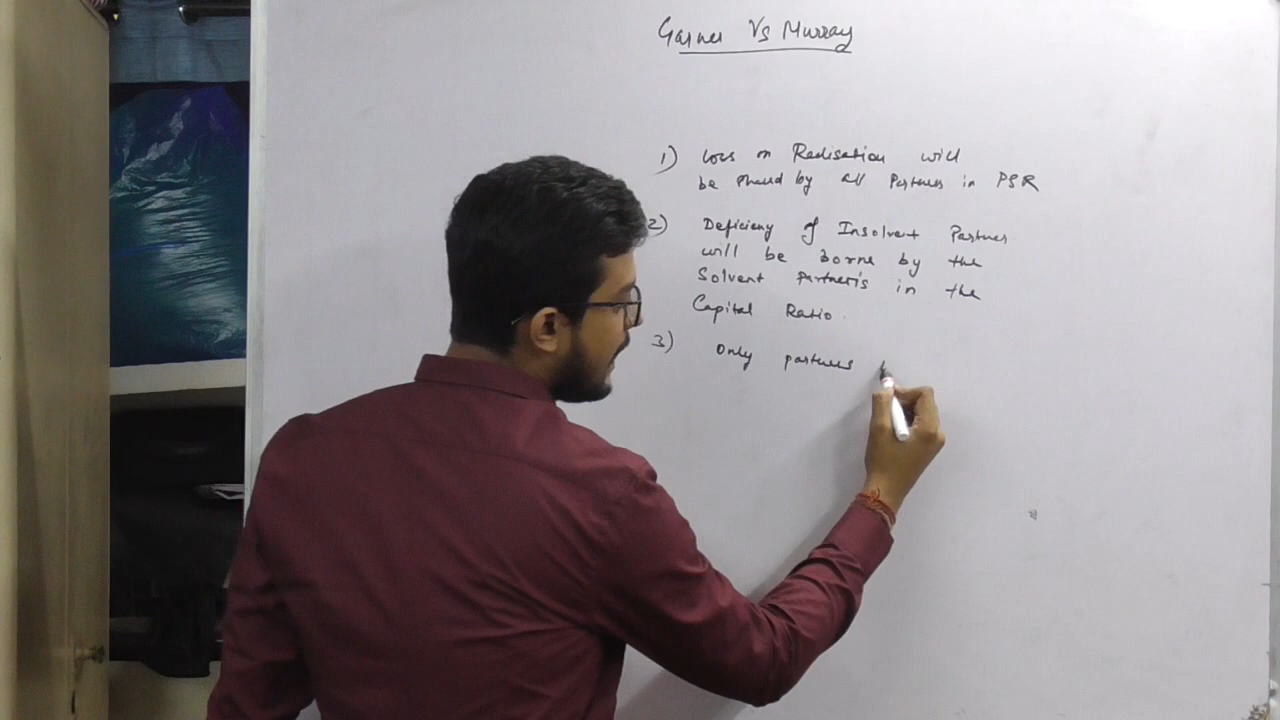 Garner Vs Murray
1) Loss on Realisation will
be shared by all Partners in PSR
2) Deficiency of Insolvent Partner
will be borne by the
Solvent Partner's in the
Capital Ratio.
3) Only partners